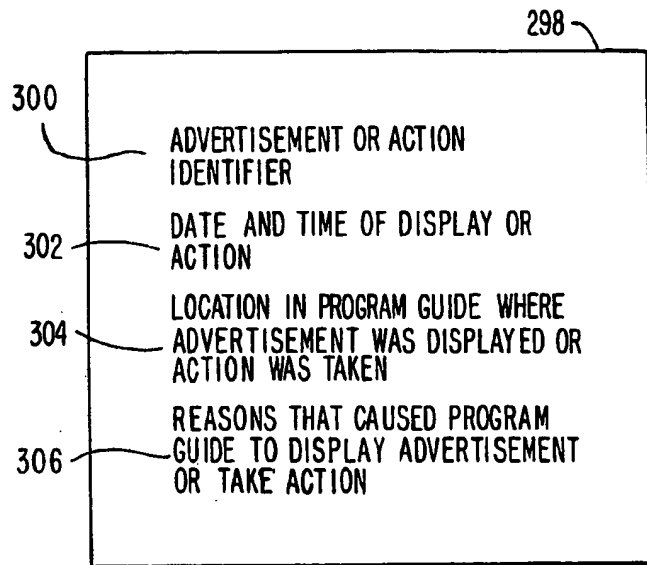 298
300
ADVERTISEMENT OR ACTION
IDENTIFIER
302
DATE AND TIME OF DISPLAY OR
ACTION
304
LOCATION IN PROGRAM GUIDE WHERE
ADVERTISEMENT WAS DISPLAYED OR
ACTION WAS TAKEN
306
REASONS THAT CAUSED PROGRAM
GUIDE TO DISPLAY ADVERTISEMENT
OR TAKE ACTION